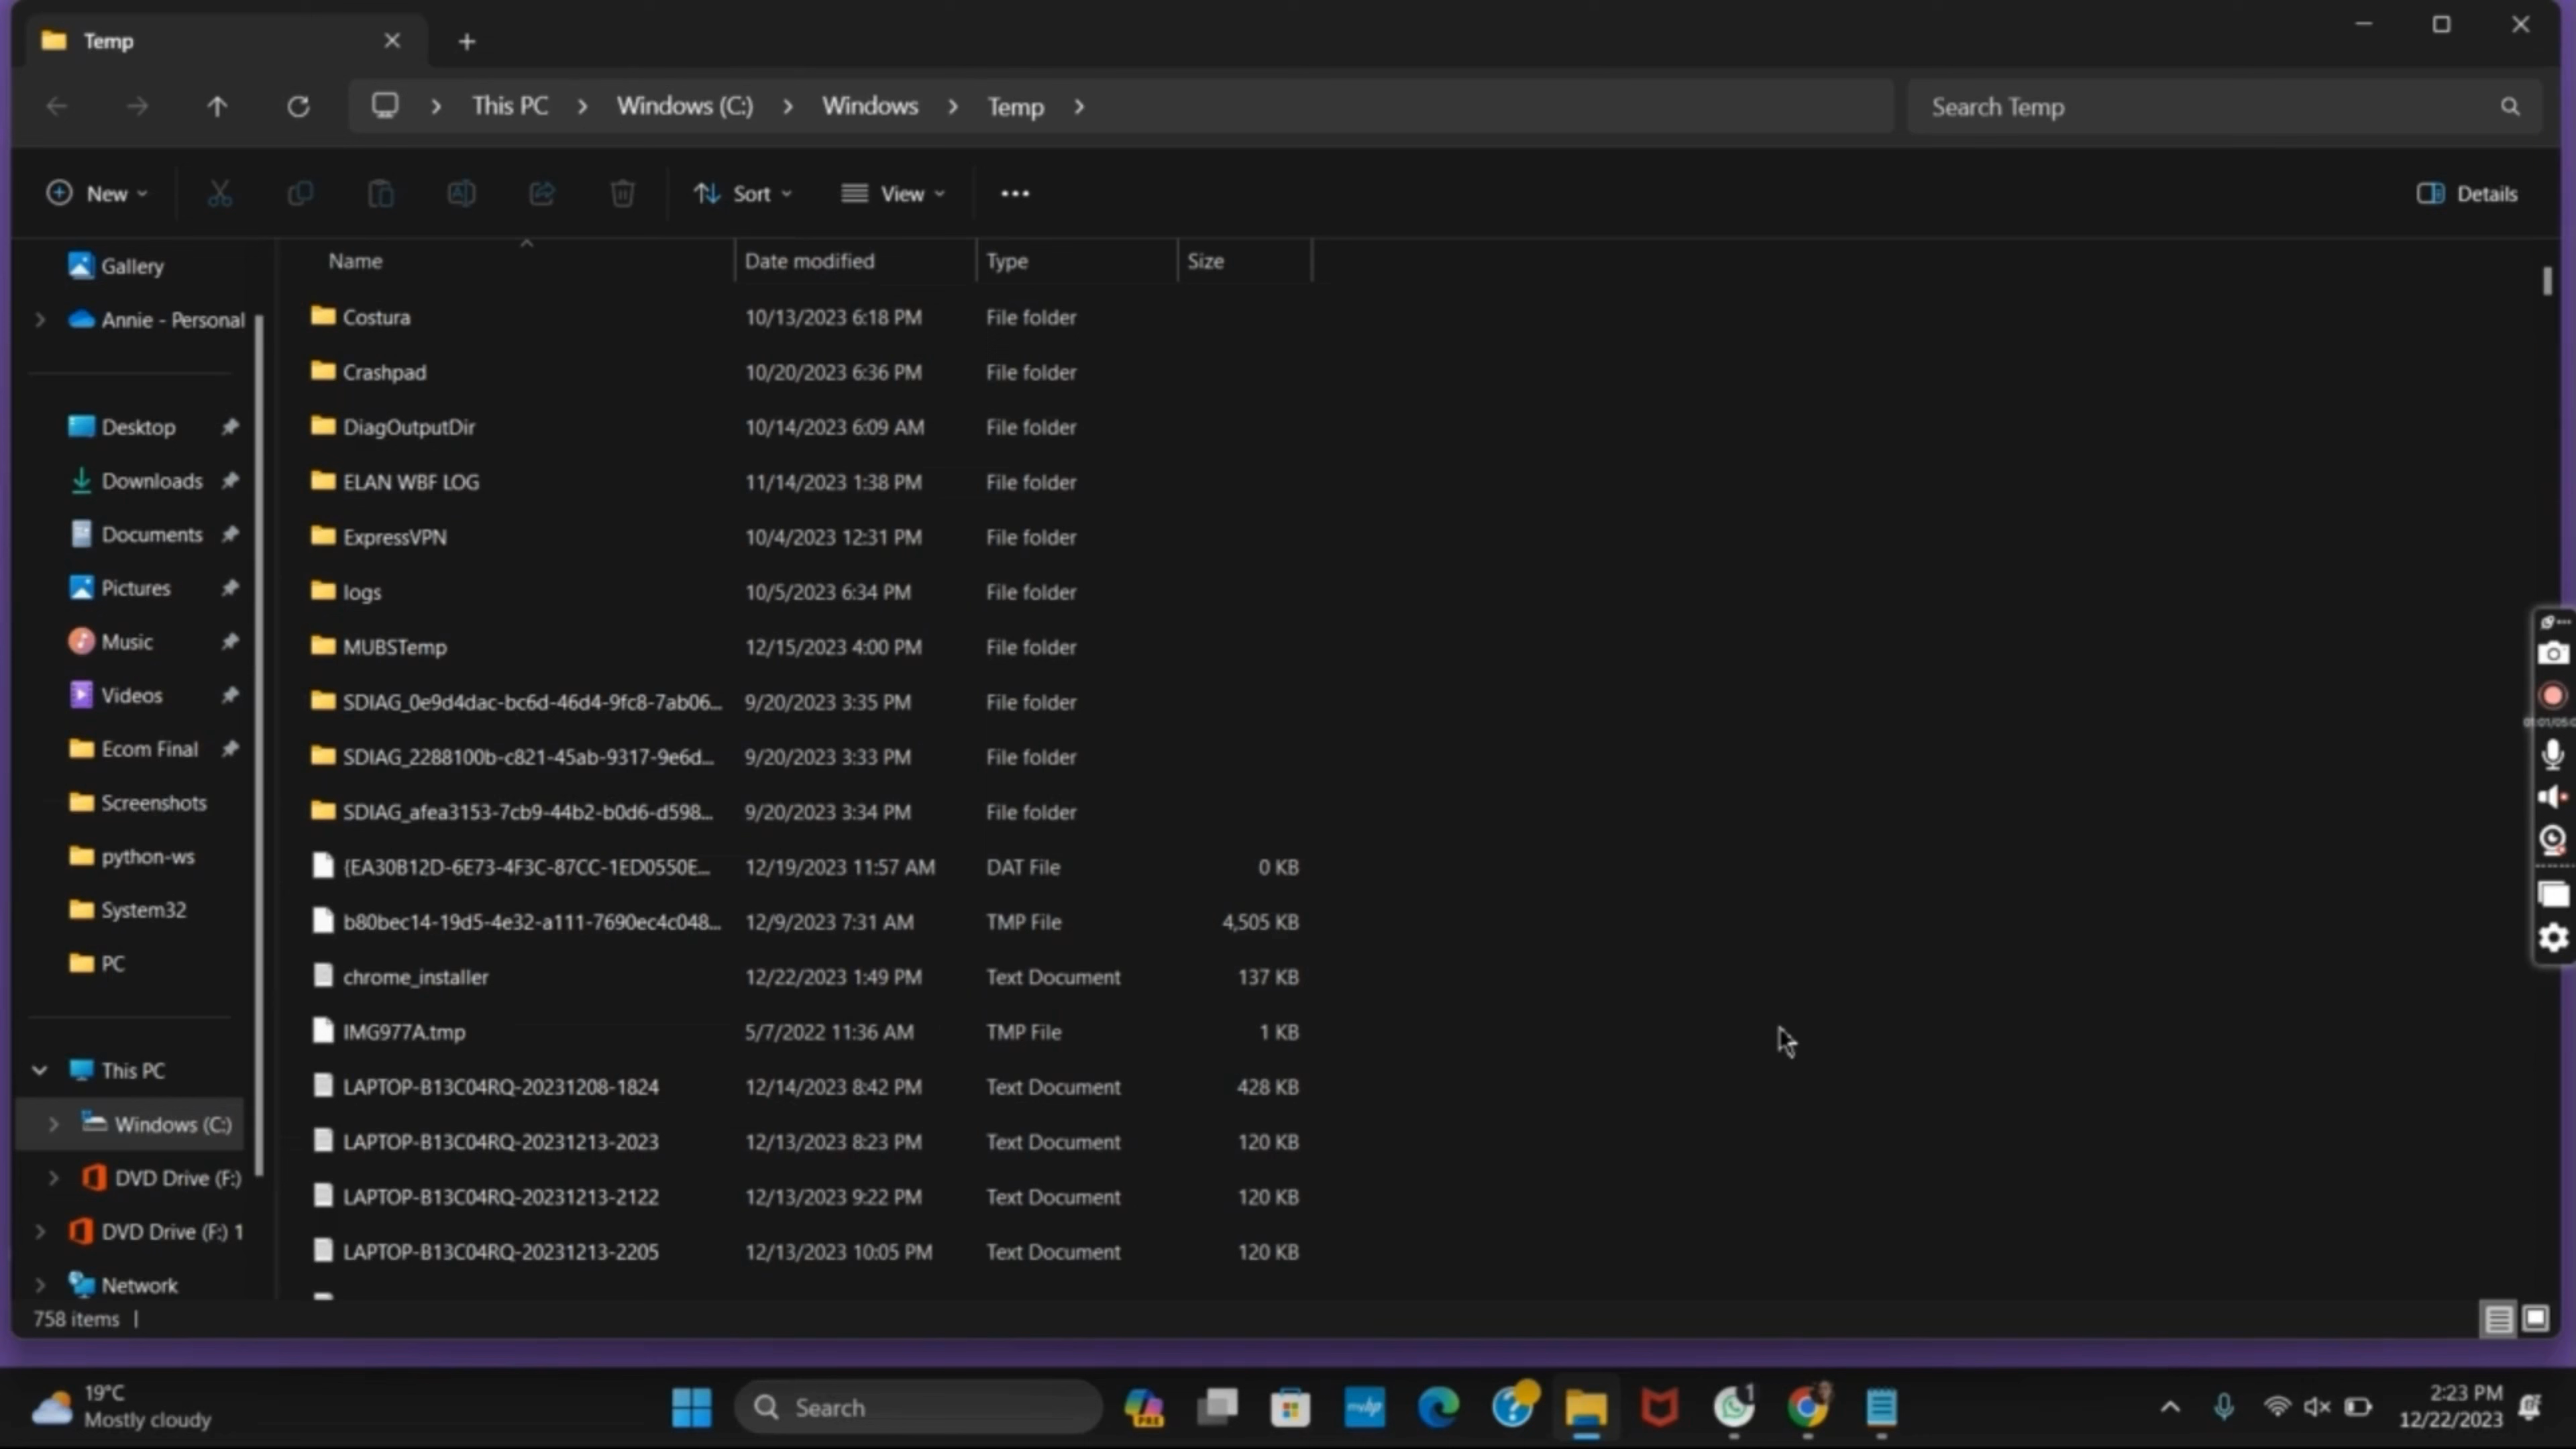 Temp
This PC
Windows (C:)
Windows
Temp
Search Temp
New
Sort
View
Details
Name
Date modified
Type
Size
Gallery
Annie - Personal
Desktop
Downloads
Documents
Pictures
Music
Videos
Ecom Final
Screenshots
python-ws
System32
PC
This PC
Windows (C:)
DVD Drive (F:)
DVD Drive (F:) 1
Network
Costura 10/13/2023 6:18 PM File folder
Crashpad 10/20/2023 6:36 PM File folder
DiagOutputDir 10/14/2023 6:09 AM File folder
ELAN WBF LOG 11/14/2023 1:38 PM File folder
ExpressVPN 10/4/2023 12:31 PM File folder
logs 10/5/2023 6:34 PM File folder
MUBSTemp 12/15/2023 4:00 PM File folder
SDIAG_0e9d4dac-bc6d-46d4-9fc8-7ab06... 9/20/2023 3:35 PM File folder
SDIAG_2288100b-c821-45ab-9317-9e6d... 9/20/2023 3:33 PM File folder
SDIAG_afea3153-7cb9-44b2-b0d6-d598... 9/20/2023 3:34 PM File folder
{EA30B12D-6E73-4F3C-87CC-1ED0550E... 12/19/2023 11:57 AM DAT File 0 KB
b80bec14-19d5-4e32-a111-7690ec4c048... 12/9/2023 7:31 AM TMP File 4,505 KB
chrome_installer 12/22/2023 1:49 PM Text Document 137 KB
IMG977A.tmp 5/7/2022 11:36 AM TMP File 1 KB
LAPTOP-B13C04RQ-20231208-1824 12/14/2023 8:42 PM Text Document 428 KB
LAPTOP-B13C04RQ-20231213-2023 12/13/2023 8:23 PM Text Document 120 KB
LAPTOP-B13C04RQ-20231213-2122 12/13/2023 9:22 PM Text Document 120 KB
LAPTOP-B13C04RQ-20231213-2205 12/13/2023 10:05 PM Text Document 120 KB
758 items
19°C
Mostly cloudy
Search
PRE
myhp
1
2:23 PM
12/22/2023